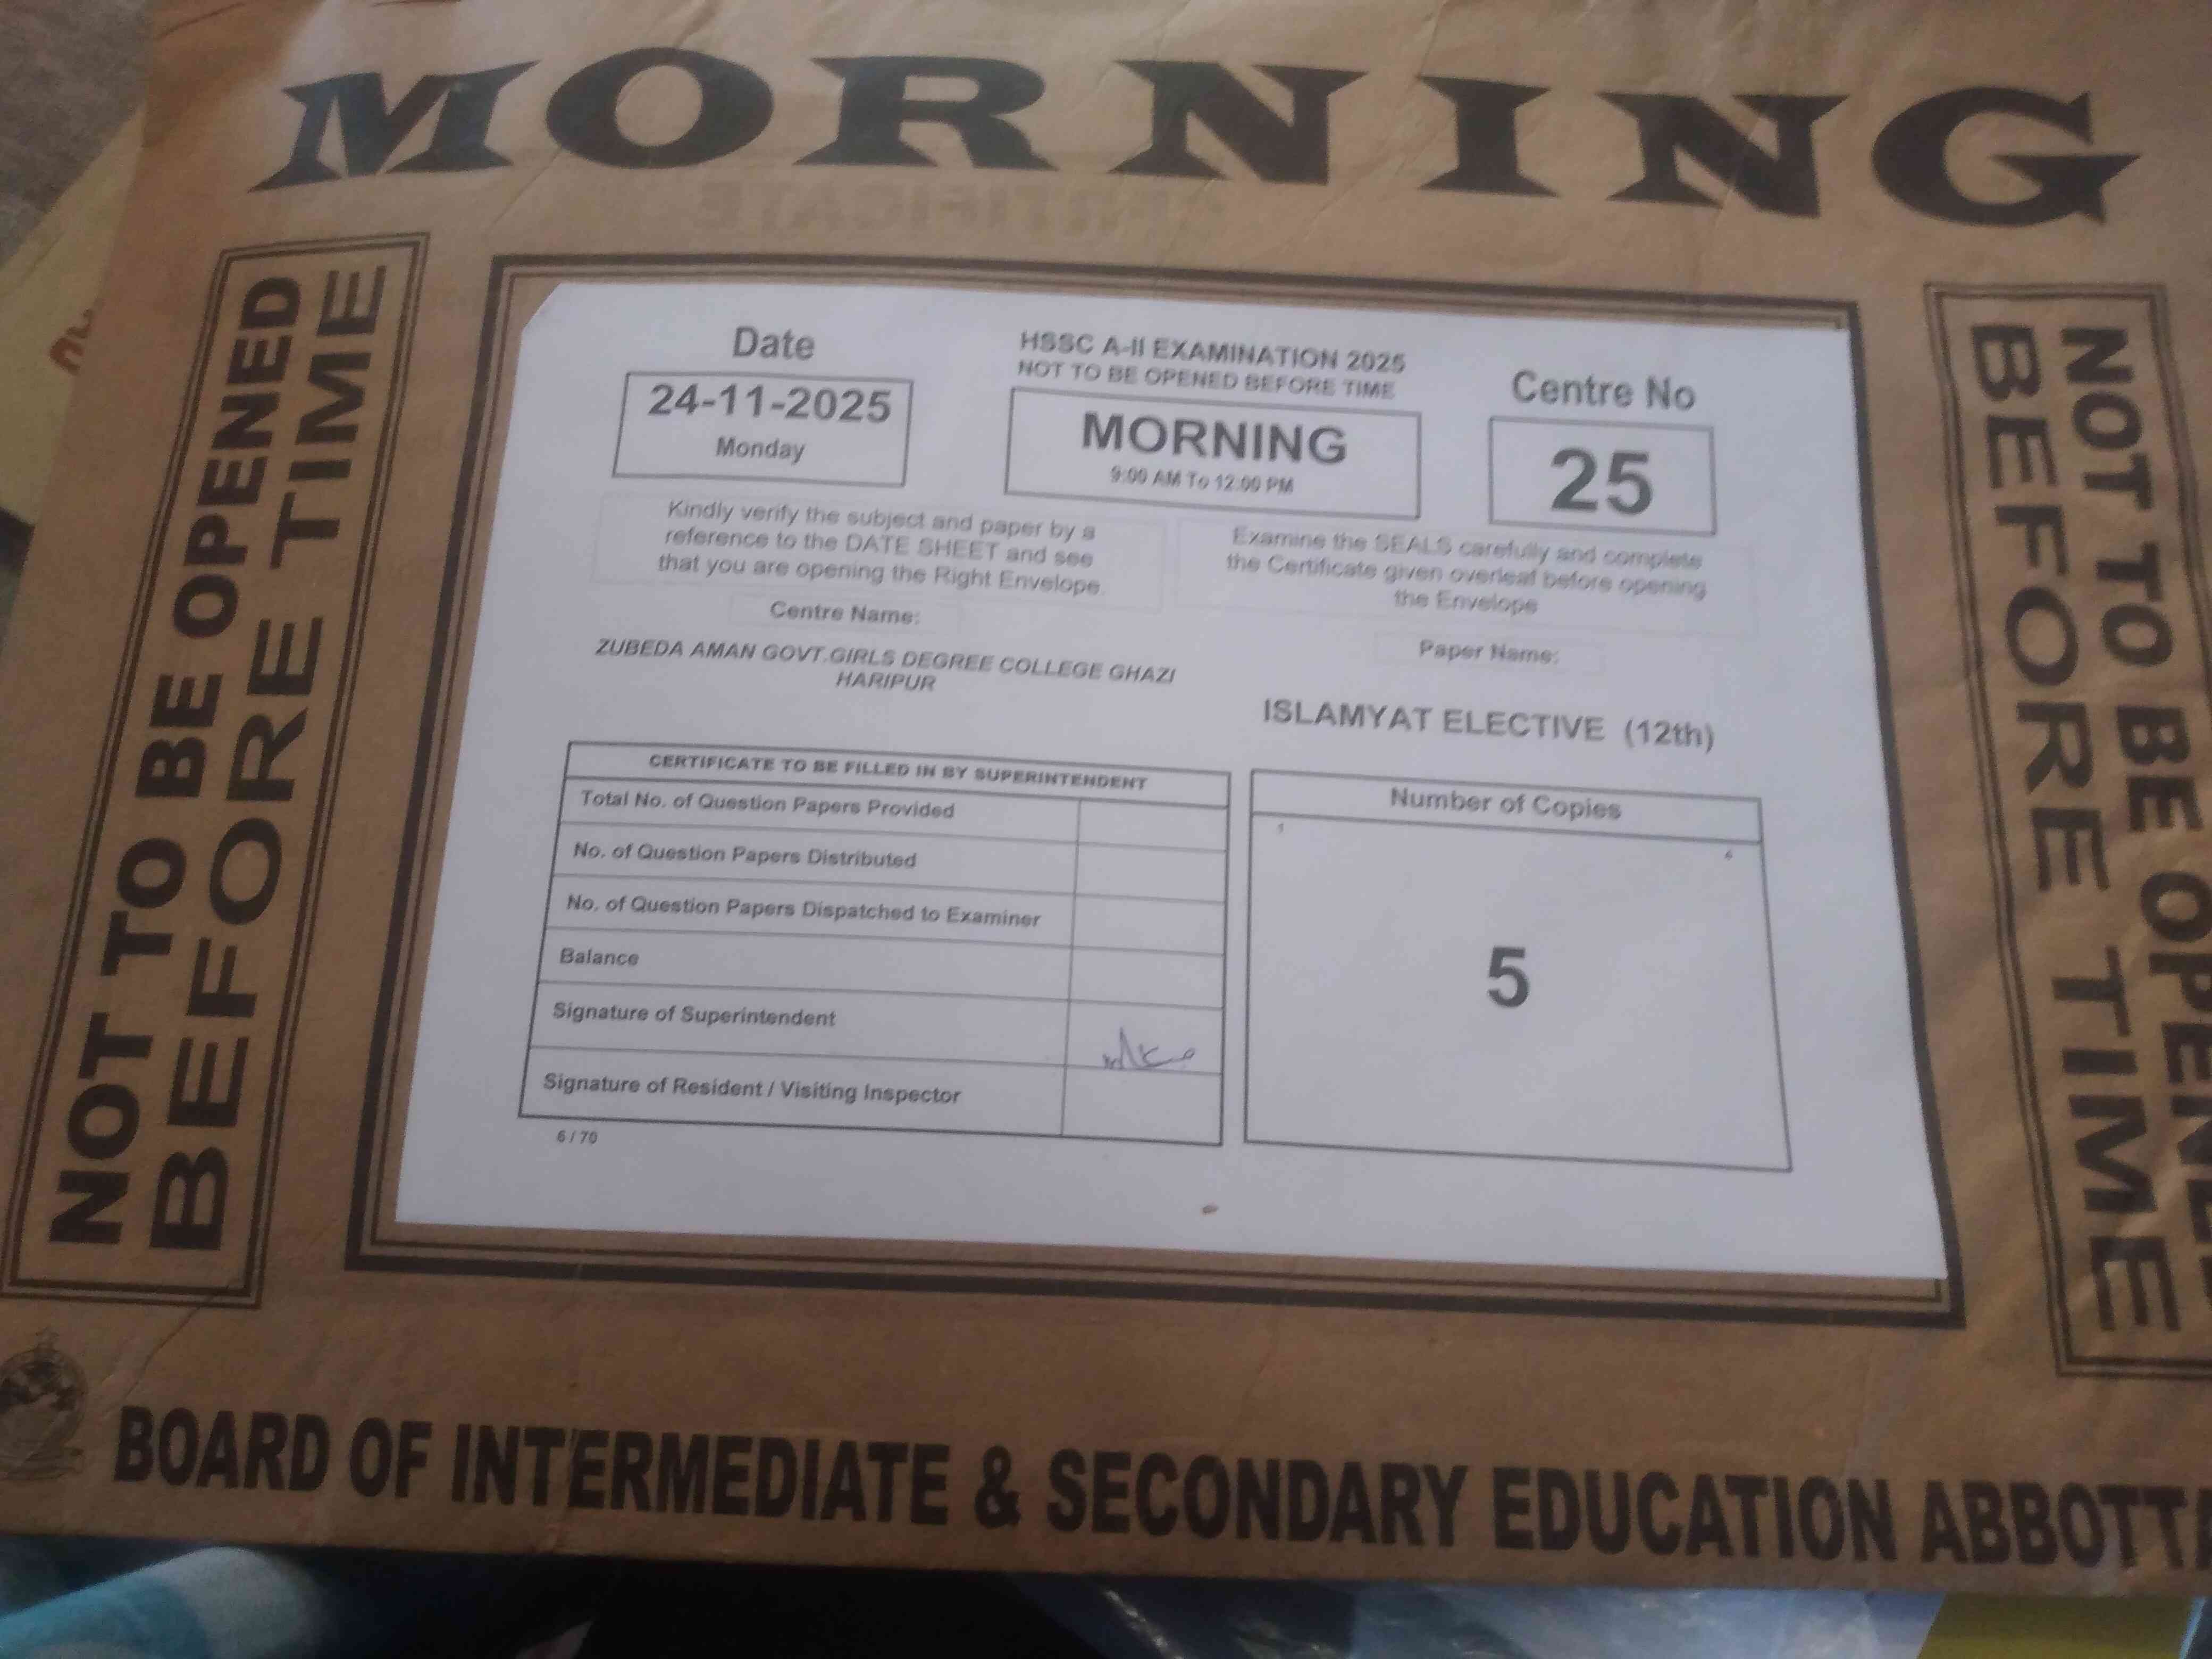 MORNING
NOT TO BE OPENED
BEFORE TIME
Date
24-11-2025
Monday
HSSC A-II EXAMINATION 2025
NOT TO BE OPENED BEFORE TIME
MORNING
9:00 AM To 12:00 PM
Centre No
25
Kindly verify the subject and paper by a
reference to the DATE SHEET and see
that you are opening the Right Envelope
Examine the SEALS carefully and complete
the Certificate given overleaf before opening
the Envelope
Centre Name:
ZUBEDA AMAN GOVT.GIRLS DEGREE COLLEGE GHAZI
HARIPUR
Paper Name:
ISLAMYAT ELECTIVE (12th)
CERTIFICATE TO BE FILLED IN BY SUPERINTENDENT
Total No. of Question Papers Provided
No. of Question Papers Distributed
No. of Question Papers Dispatched to Examiner
Balance
Signature of Superintendent
Signature of Resident / Visiting Inspector
6 / 70
Number of Copies
5
NOT TO BE OPENED
BEFORE TIME
BOARD OF INTERMEDIATE & SECONDARY EDUCATION ABBOTTA